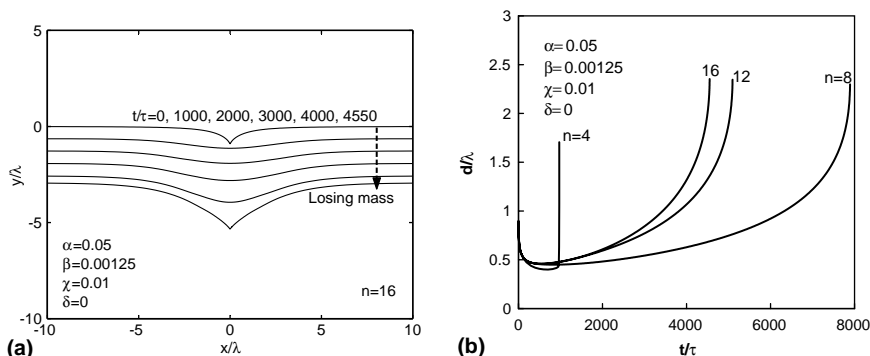 t/τ=0, 1000, 2000, 3000, 4000, 4550
Losing mass
α=0.05
β=0.00125
χ=0.01
δ=0
n=16
5
0
-5
-10
-10
-5
0
5
10
y/λ
x/λ
(a)
α=0.05
β=0.00125
χ=0.01
δ=0
16
12
n=8
n=4
3
2.5
2
1.5
1
0.5
0
0
2000
4000
6000
8000
d/λ
t/τ
(b)